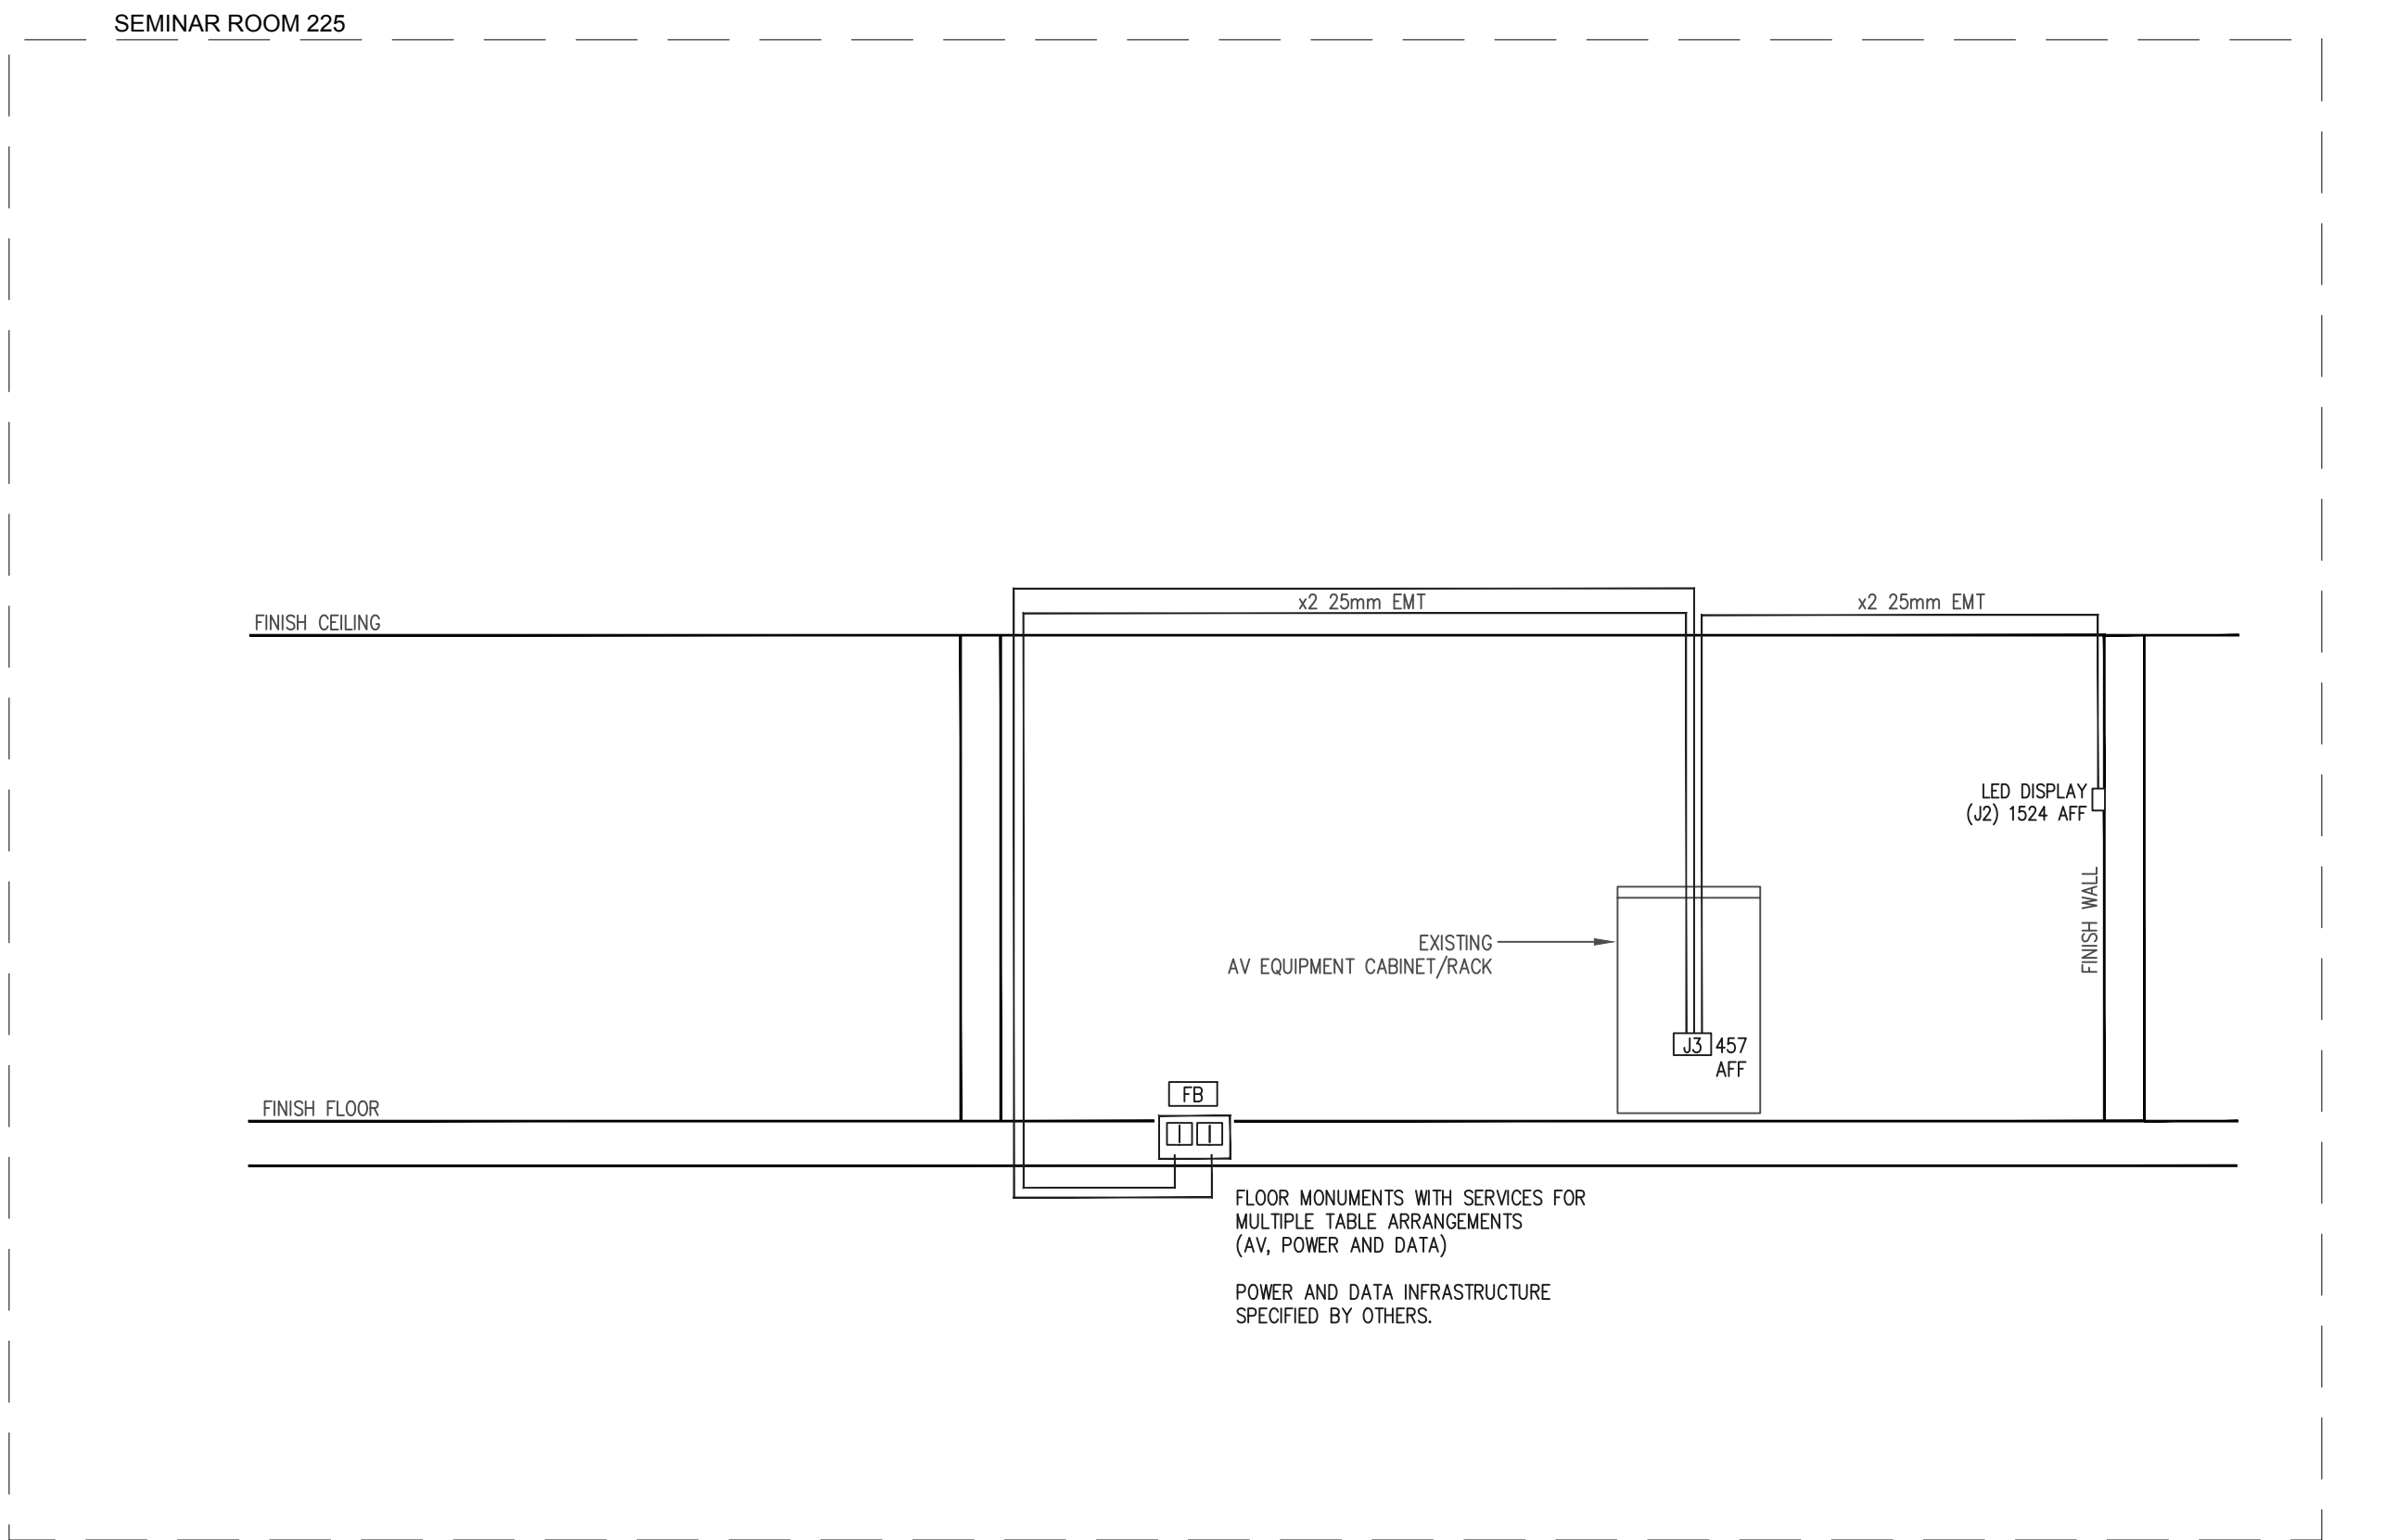 SEMINAR ROOM 225
x2 25mm EMT
x2 25mm EMT
FINISH CEILING
LED DISPLAY
(J2) 1524 AFF
FINISH WALL
EXISTING
AV EQUIPMENT CABINET/RACK
J3 457
AFF
FB
FINISH FLOOR
FLOOR MONUMENTS WITH SERVICES FOR
MULTIPLE TABLE ARRANGEMENTS
(AV, POWER AND DATA)
POWER AND DATA INFRASTRUCTURE
SPECIFIED BY OTHERS.